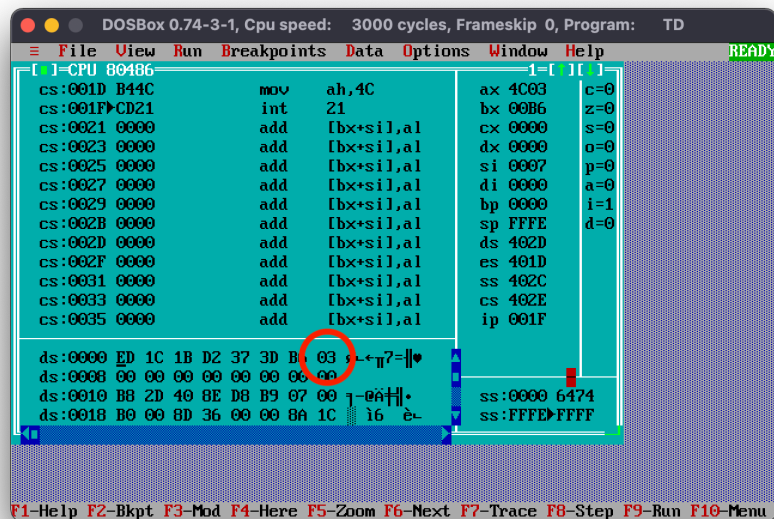 DOSBox 0.74-3-1, Cpu speed: 3000 cycles, Frameskip 0, Program: TD
≡ File View Run Breakpoints Data Options Window Help READY
[■]=CPU 80486 1=[↑][↓]
cs:001D B44C mov ah,4C ax 4C03 c=0
cs:001F►CD21 int 21 bx 00B6 z=0
cs:0021 0000 add [bx+si],al cx 0000 s=0
cs:0023 0000 add [bx+si],al dx 0000 o=0
cs:0025 0000 add [bx+si],al si 0007 p=0
cs:0027 0000 add [bx+si],al di 0000 a=0
cs:0029 0000 add [bx+si],al bp 0000 i=1
cs:002B 0000 add [bx+si],al sp FFFE d=0
cs:002D 0000 add [bx+si],al ds 402D
cs:002F 0000 add [bx+si],al es 401D
cs:0031 0000 add [bx+si],al ss 402C
cs:0033 0000 add [bx+si],al cs 402E
cs:0035 0000 add [bx+si],al ip 001F
ds:0000 ED 1C 1B D2 37 3D 03
ds:0008 00 00 00 00 00 00 00 00
ds:0010 B8 2D 40 8E D8 B9 07 00 ╕-@Ä╪╣• ss:0000 6474
ds:0018 B0 00 8D 36 00 00 8A 1C ░ ì6 è∟ ss:FFFE►FFFF
F1-Help F2-Bkpt F3-Mod F4-Here F5-Zoom F6-Next F7-Trace F8-Step F9-Run F10-Menu